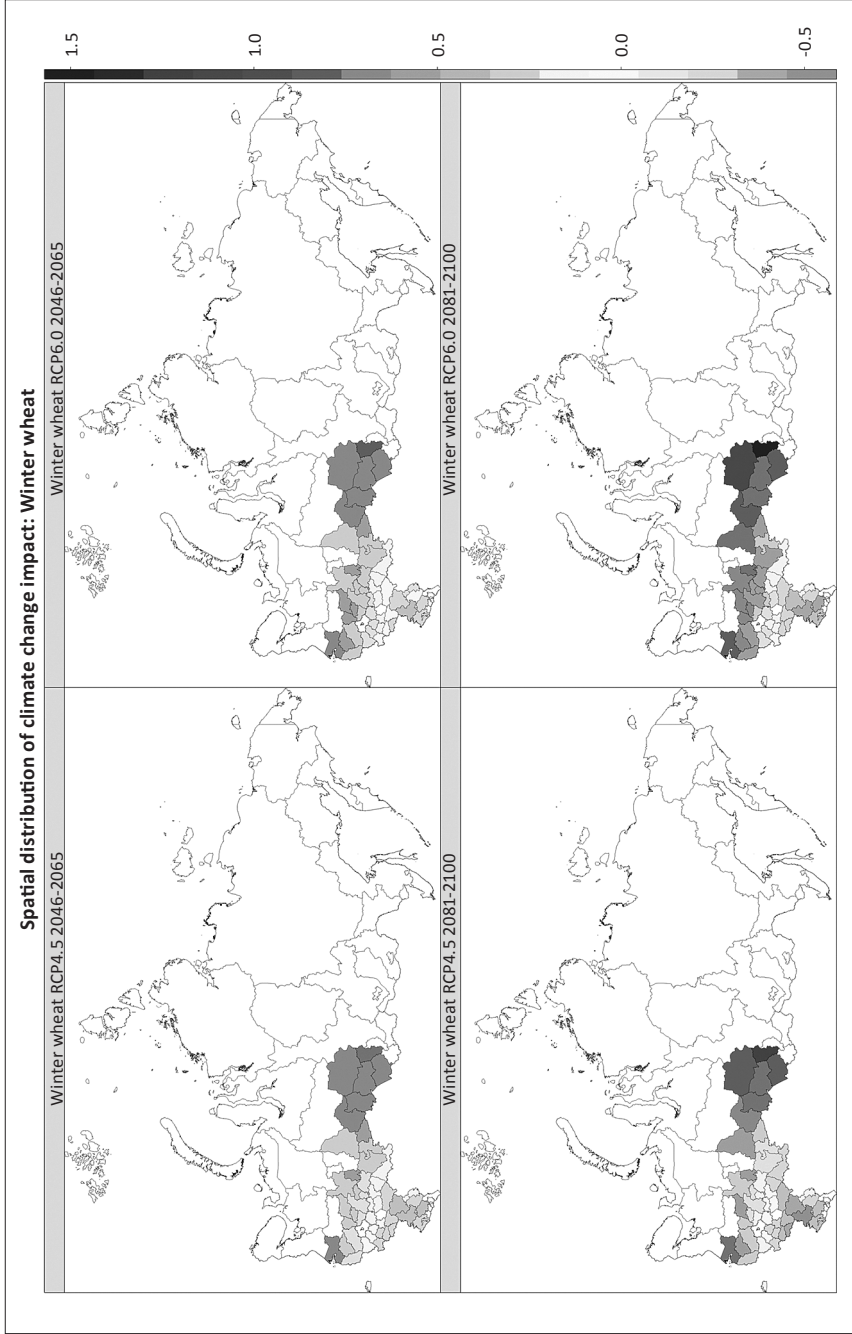 Spatial distribution of climate change impact: Winter wheat
Winter wheat RCP4.5 2046-2065
Winter wheat RCP6.0 2046-2065
Winter wheat RCP4.5 2081-2100
Winter wheat RCP6.0 2081-2100
1.5
1.0
0.5
0.0
-0.5